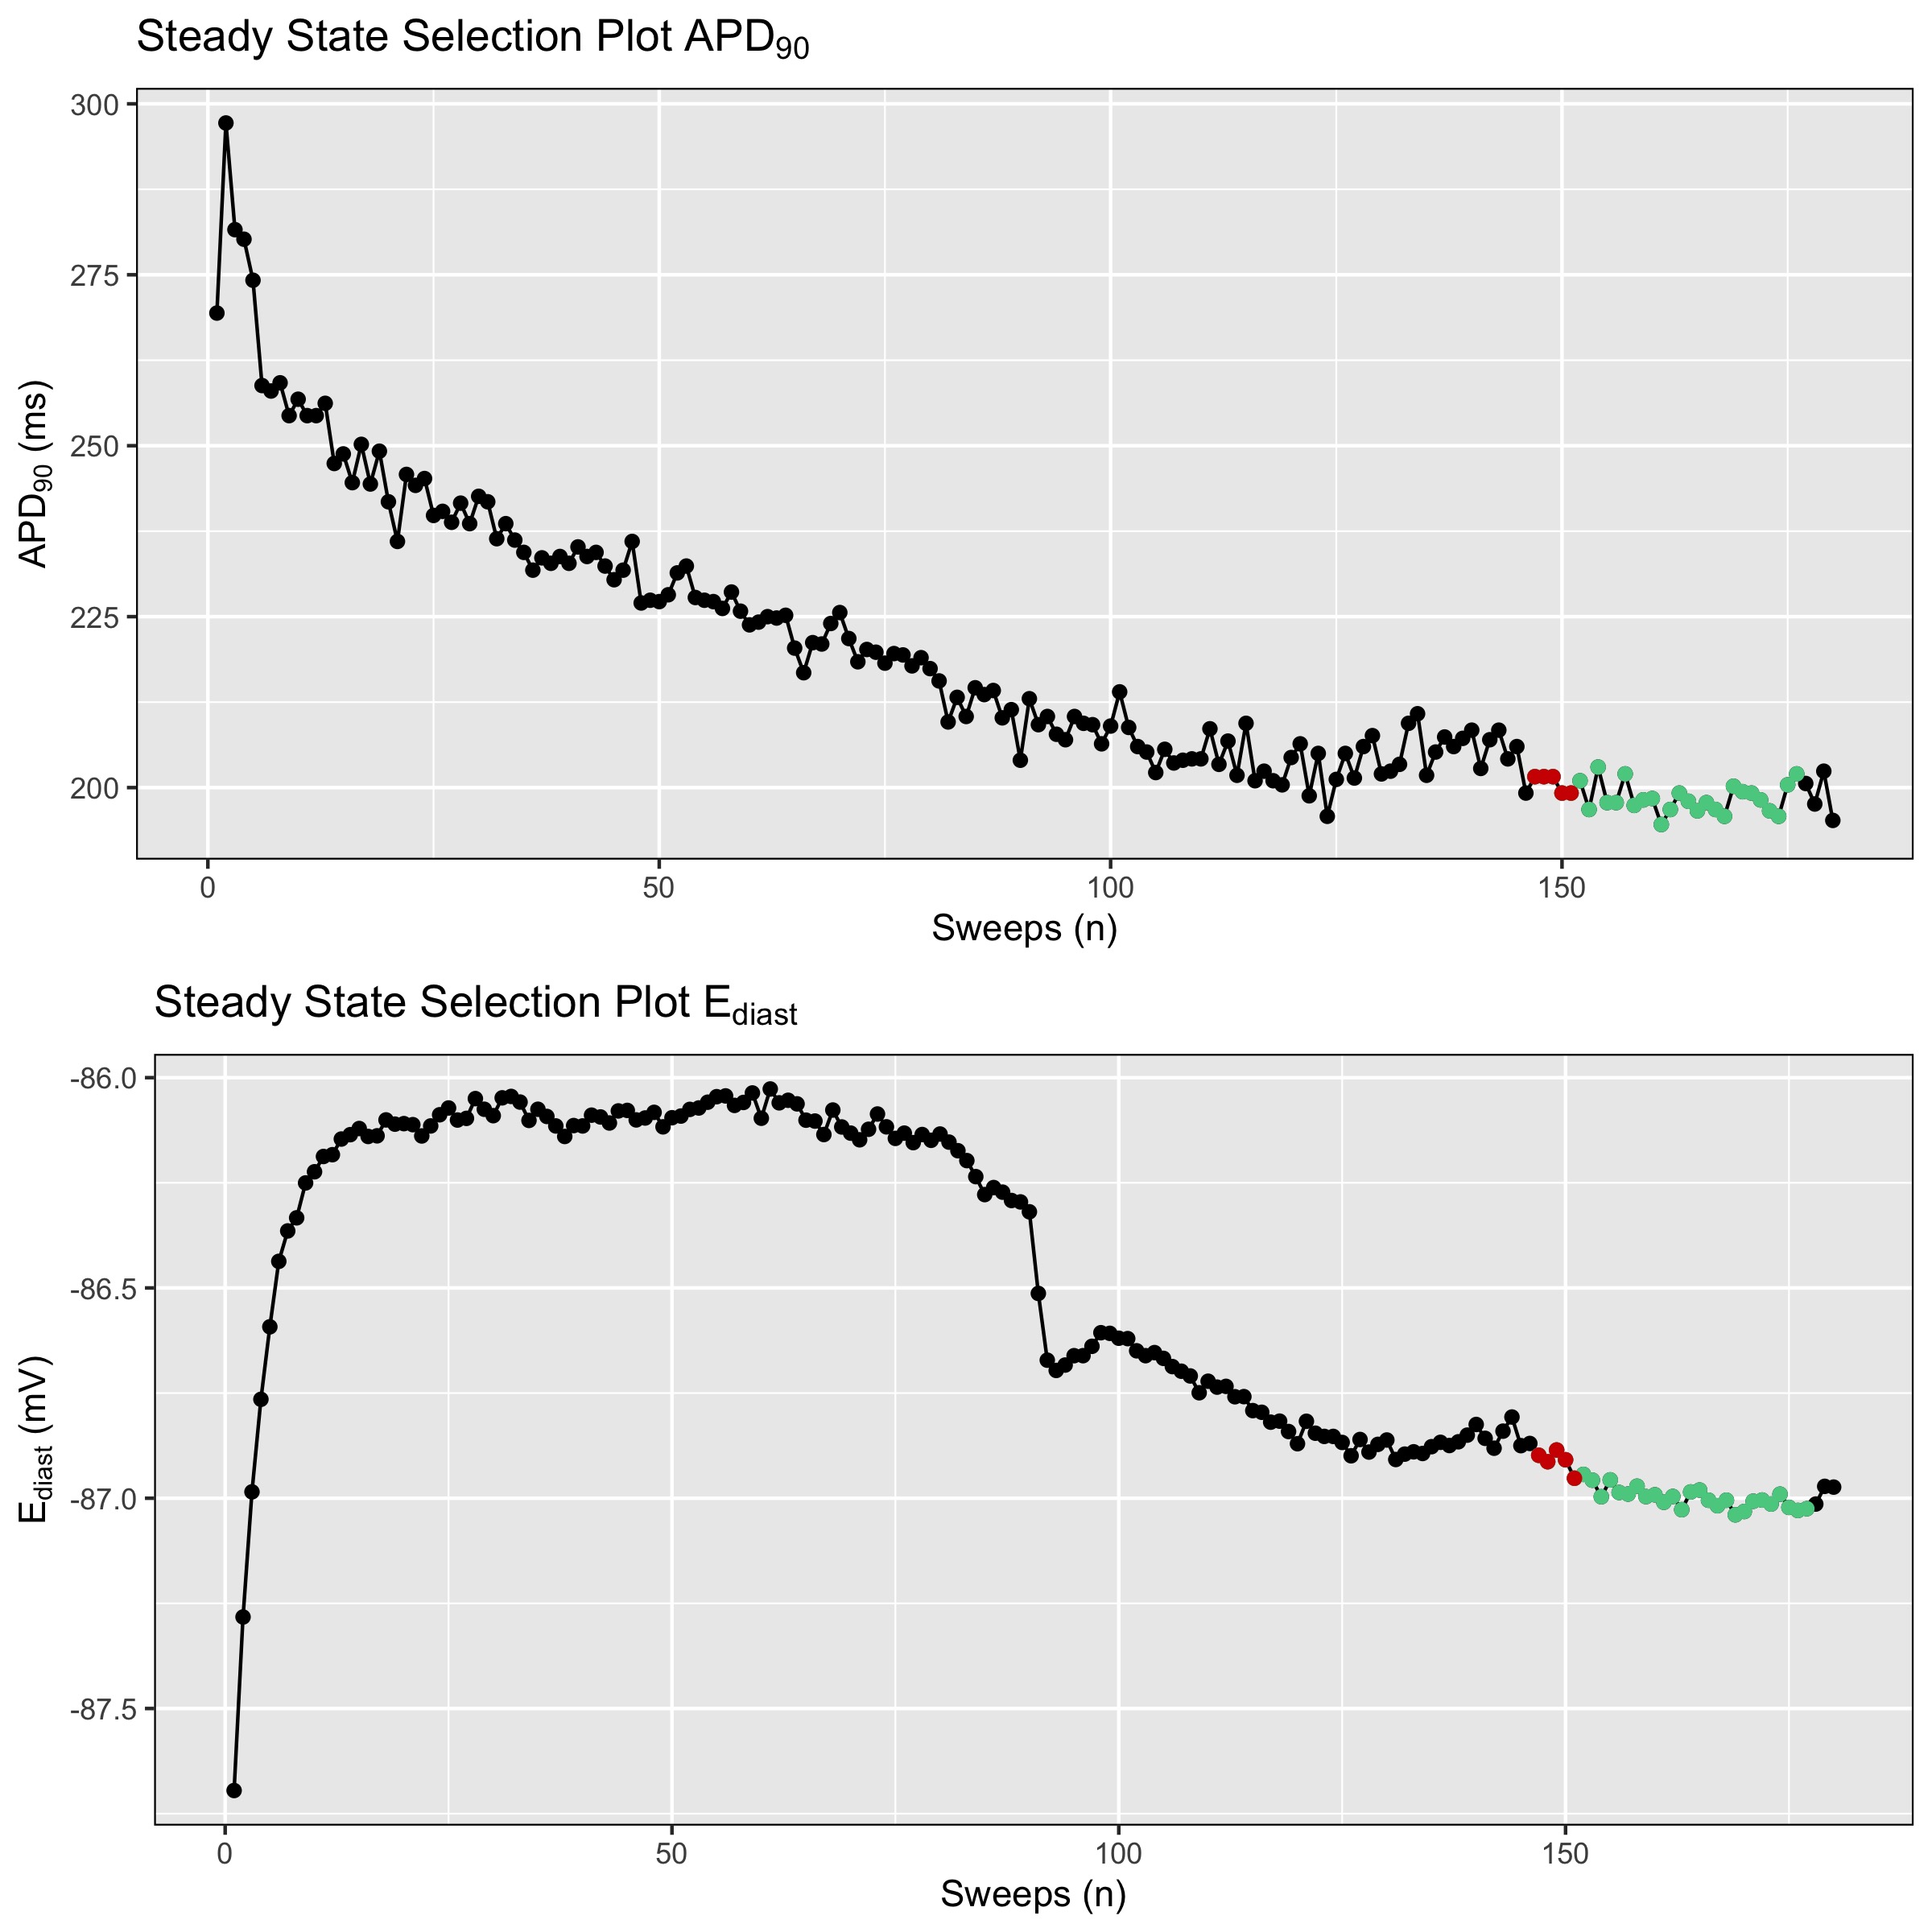 Steady State Selection Plot APD90
300
275
250
225
200
APD90 (ms)
0 50 100 150
Sweeps (n)
Steady State Selection Plot Ediast
-86.0
-86.5
-87.0
-87.5
Ediast (mV)
0 50 100 150
Sweeps (n)